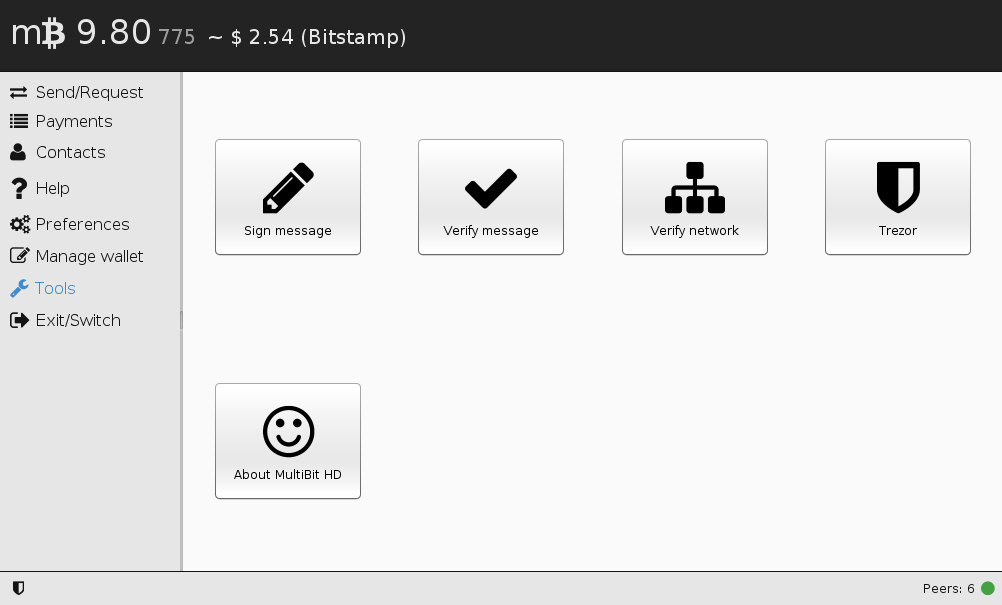 m₿ 9.80 775 ~ $ 2.54 (Bitstamp)
Send/Request
Payments
Contacts
Help
Preferences
Manage wallet
Tools
Exit/Switch
Sign message
Verify message
Verify network
Trezor
About MultiBit HD
Peers: 6